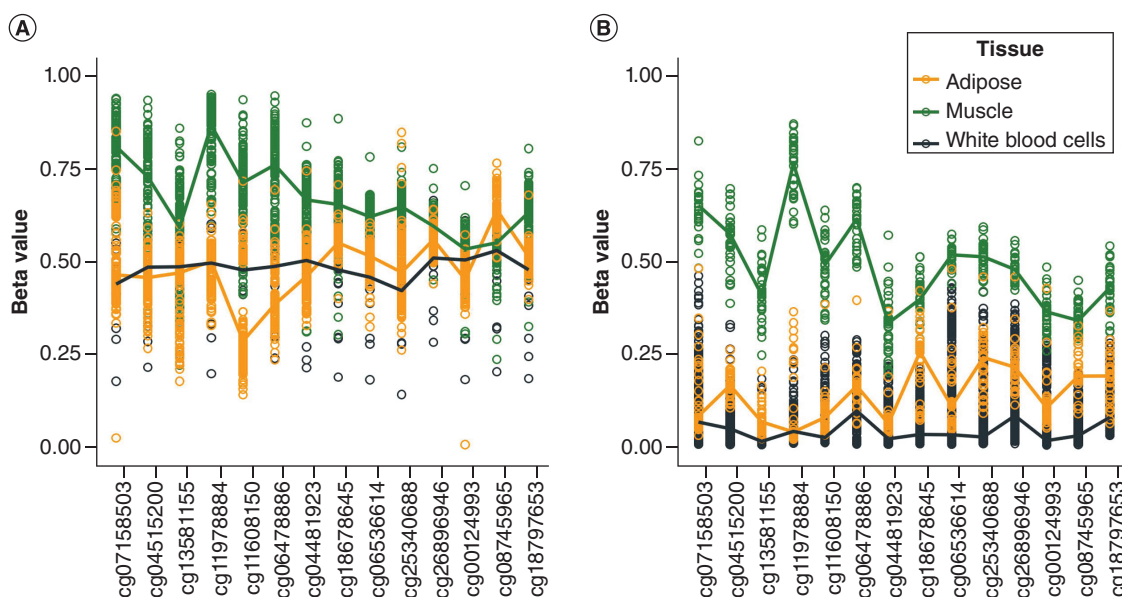 A
1.00
0.75
0.50
0.25
0.00
Beta value
cg07158503
cg04515200
cg13581155
cg11978884
cg11608150
cg06478886
cg04481923
cg18678645
cg06536614
cg25340688
cg26896946
cg00124993
cg08745965
cg18797653
B
1.00
0.75
0.50
0.25
0.00
Beta value
Tissue
Adipose
Muscle
White blood cells
cg07158503
cg04515200
cg13581155
cg11978884
cg11608150
cg06478886
cg04481923
cg18678645
cg06536614
cg25340688
cg26896946
cg00124993
cg08745965
cg18797653